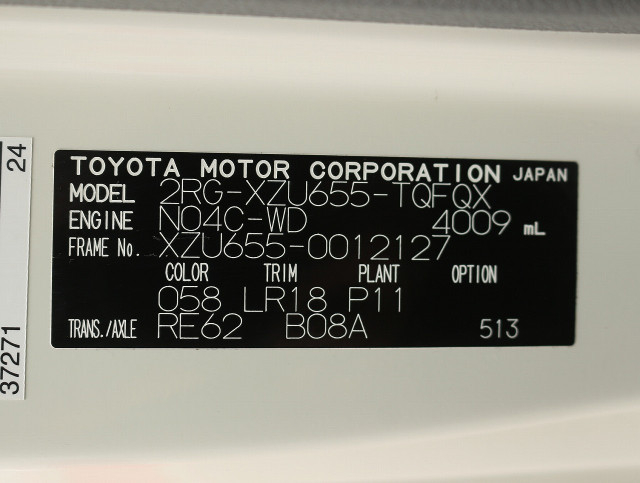 TOYOTA MOTOR CORPORATION JAPAN
MODEL 2RG-XZU655-TQFQX
ENGINE N04C-WD 4009 mL
FRAME No. XZU655-0012127
COLOR TRIM PLANT OPTION
058 LR18 P11
TRANS./AXLE RE62 B08A 513
37271 24